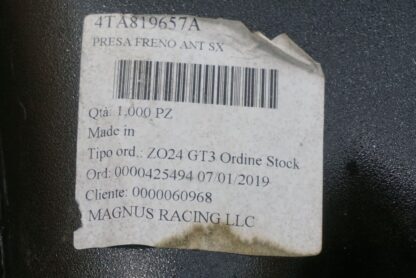 4TA819657A
PRESA FRENO ANT SX
Qtà: 1,000 PZ
Made in
Tipo ord.: ZO24 GT3 Ordine Stock
Ord: 0000425494 07/01/2019
Cliente: 0000060968
MAGNUS RACING LLC